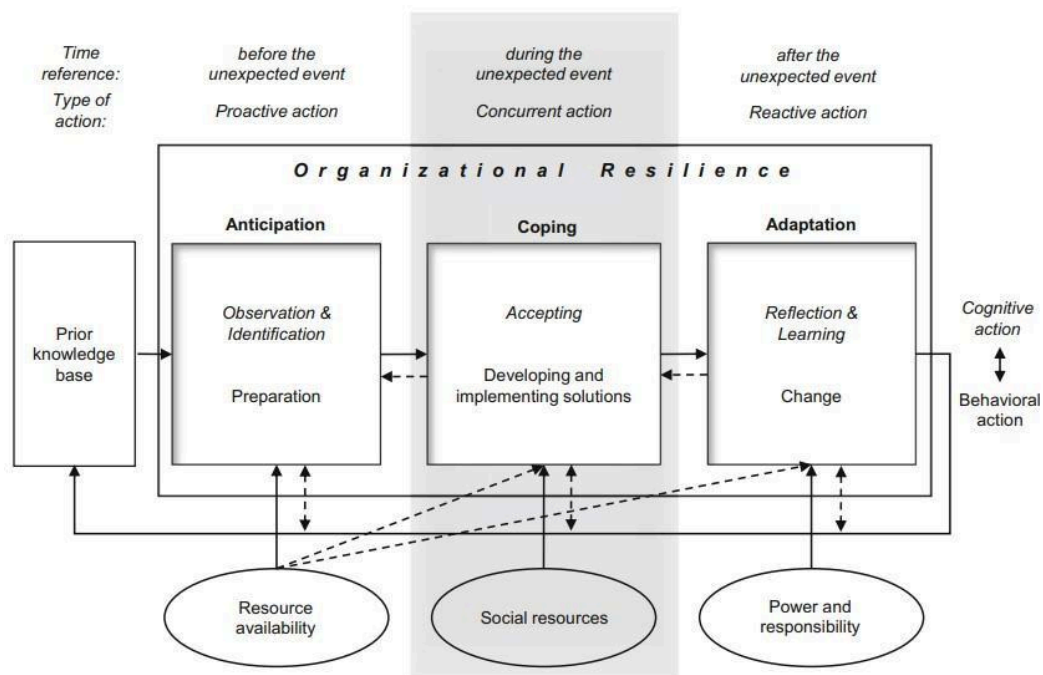 Time
reference:
Type of
action:
before the
unexpected event
Proactive action
during the
unexpected event
Concurrent action
after the
unexpected event
Reactive action
Organizational Resilience
Anticipation
Coping
Adaptation
Prior
knowledge
base
Observation &
Identification
Preparation
Accepting
Developing and
implementing solutions
Reflection &
Learning
Change
Cognitive
action
Behavioral
action
Resource
availability
Social resources
Power and
responsibility